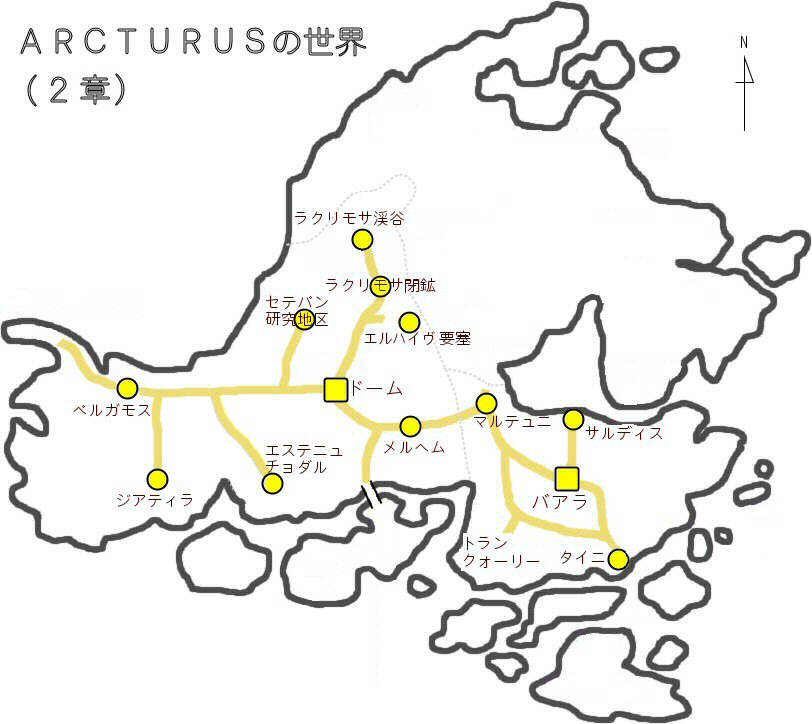 ＡＲＣＴＵＲＵＳの世界
（２章）
N
ラクリモサ渓谷
ラクリモサ閉鉱
セテバン
研究地区
エルハイヴ要塞
ドーム
ベルガモス
マルテュニ
サルディス
メルヘム
エステニュ
チョダル
ジアティラ
バアラ
トラン
クォーリー
タイニ